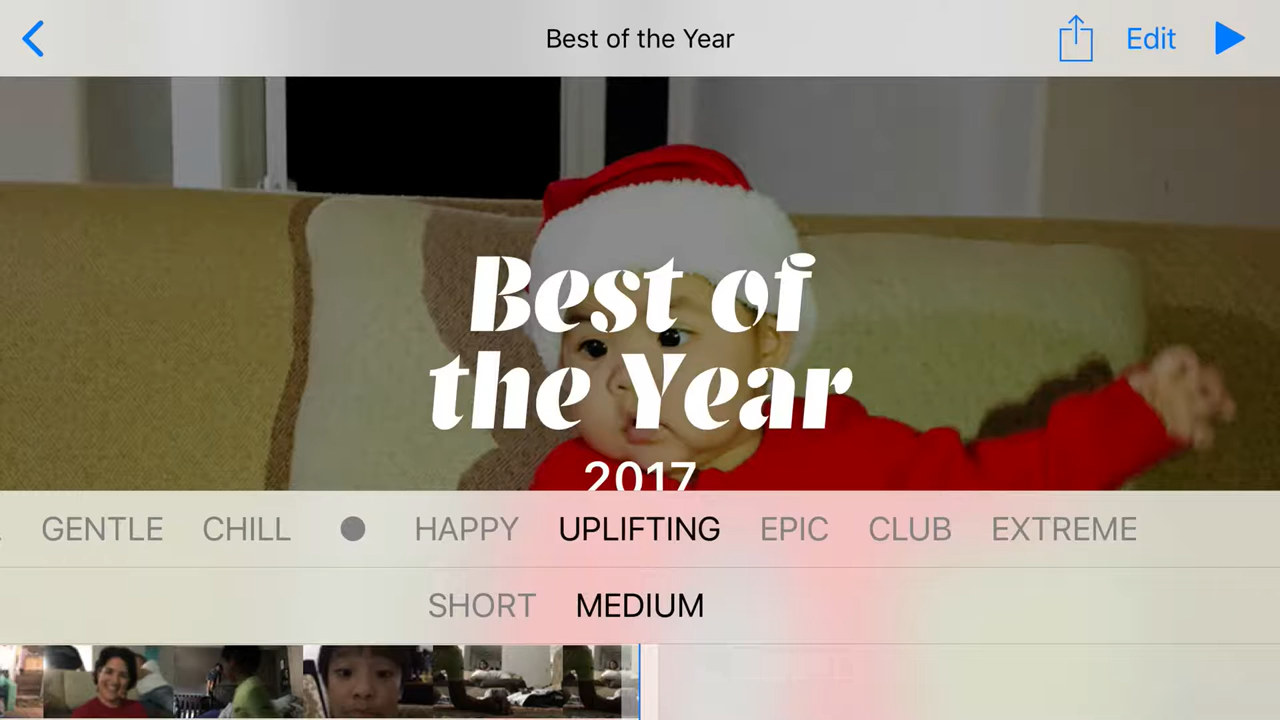 Best of the Year
Edit
Best of
the Year
2017
GENTLE CHILL HAPPY UPLIFTING EPIC CLUB EXTREME
SHORT MEDIUM